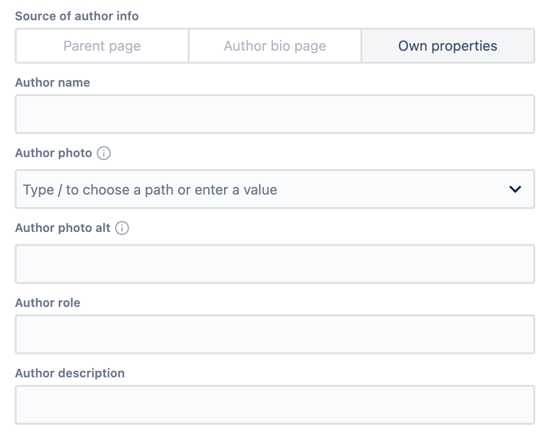 Source of author info
Parent page
Author bio page
Own properties
Author name
Author photo
Type / to choose a path or enter a value
Author photo alt
Author role
Author description